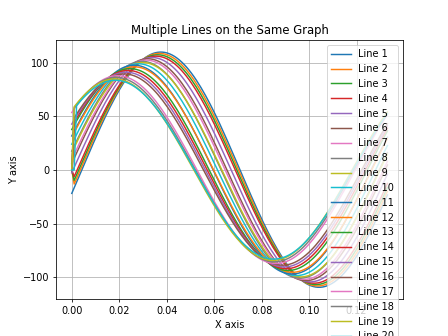 Multiple Lines on the Same Graph
Y axis
100
50
0
−50
−100
0.00
0.02
0.04
0.06
0.08
0.10
X axis
Line 1
Line 2
Line 3
Line 4
Line 5
Line 6
Line 7
Line 8
Line 9
Line 10
Line 11
Line 12
Line 13
Line 14
Line 15
Line 16
Line 17
Line 18
Line 19
Line 20